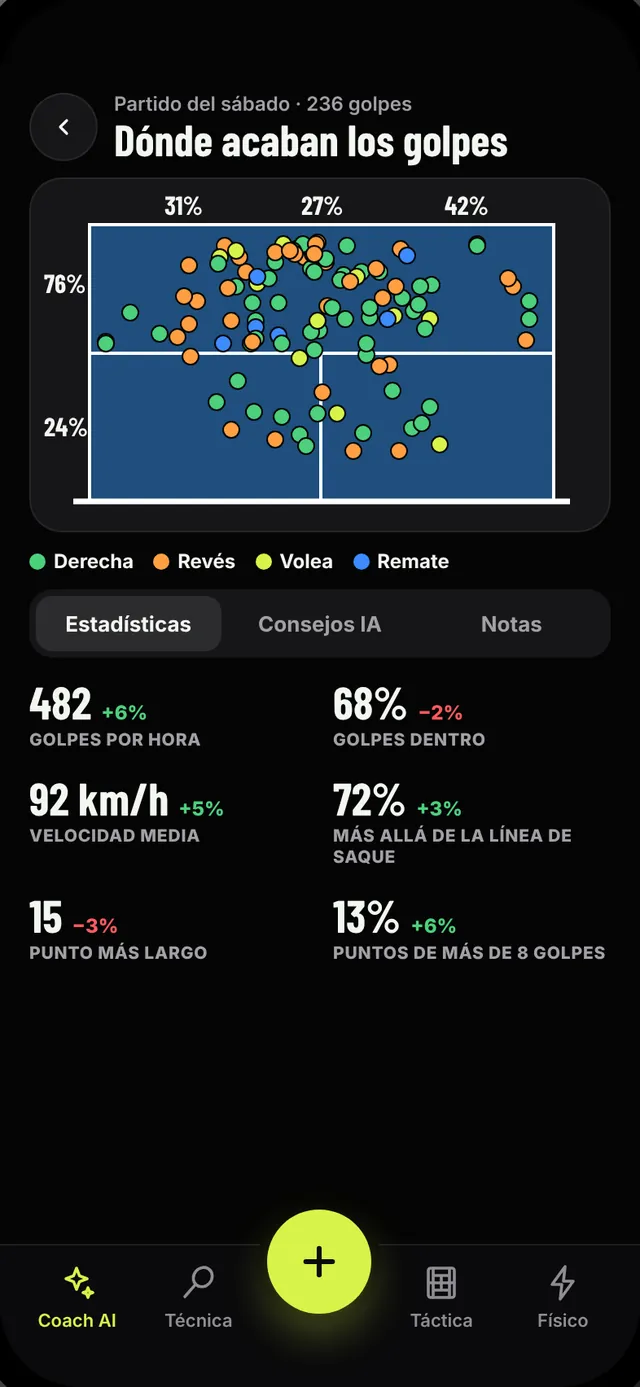 Partido del sábado · 236 golpes
Dónde acaban los golpes
31% 27% 42%
76%
24%
Derecha Revés Volea Remate
Estadísticas Consejos IA Notas
482 +6% 68% −2%
GOLPES POR HORA GOLPES DENTRO
92 km/h +5% 72% +3%
VELOCIDAD MEDIA MÁS ALLÁ DE LA LÍNEA DE
SAQUE
15 −3% 13% +6%
PUNTO MÁS LARGO PUNTOS DE MÁS DE 8 GOLPES
Coach AI Técnica Táctica Físico